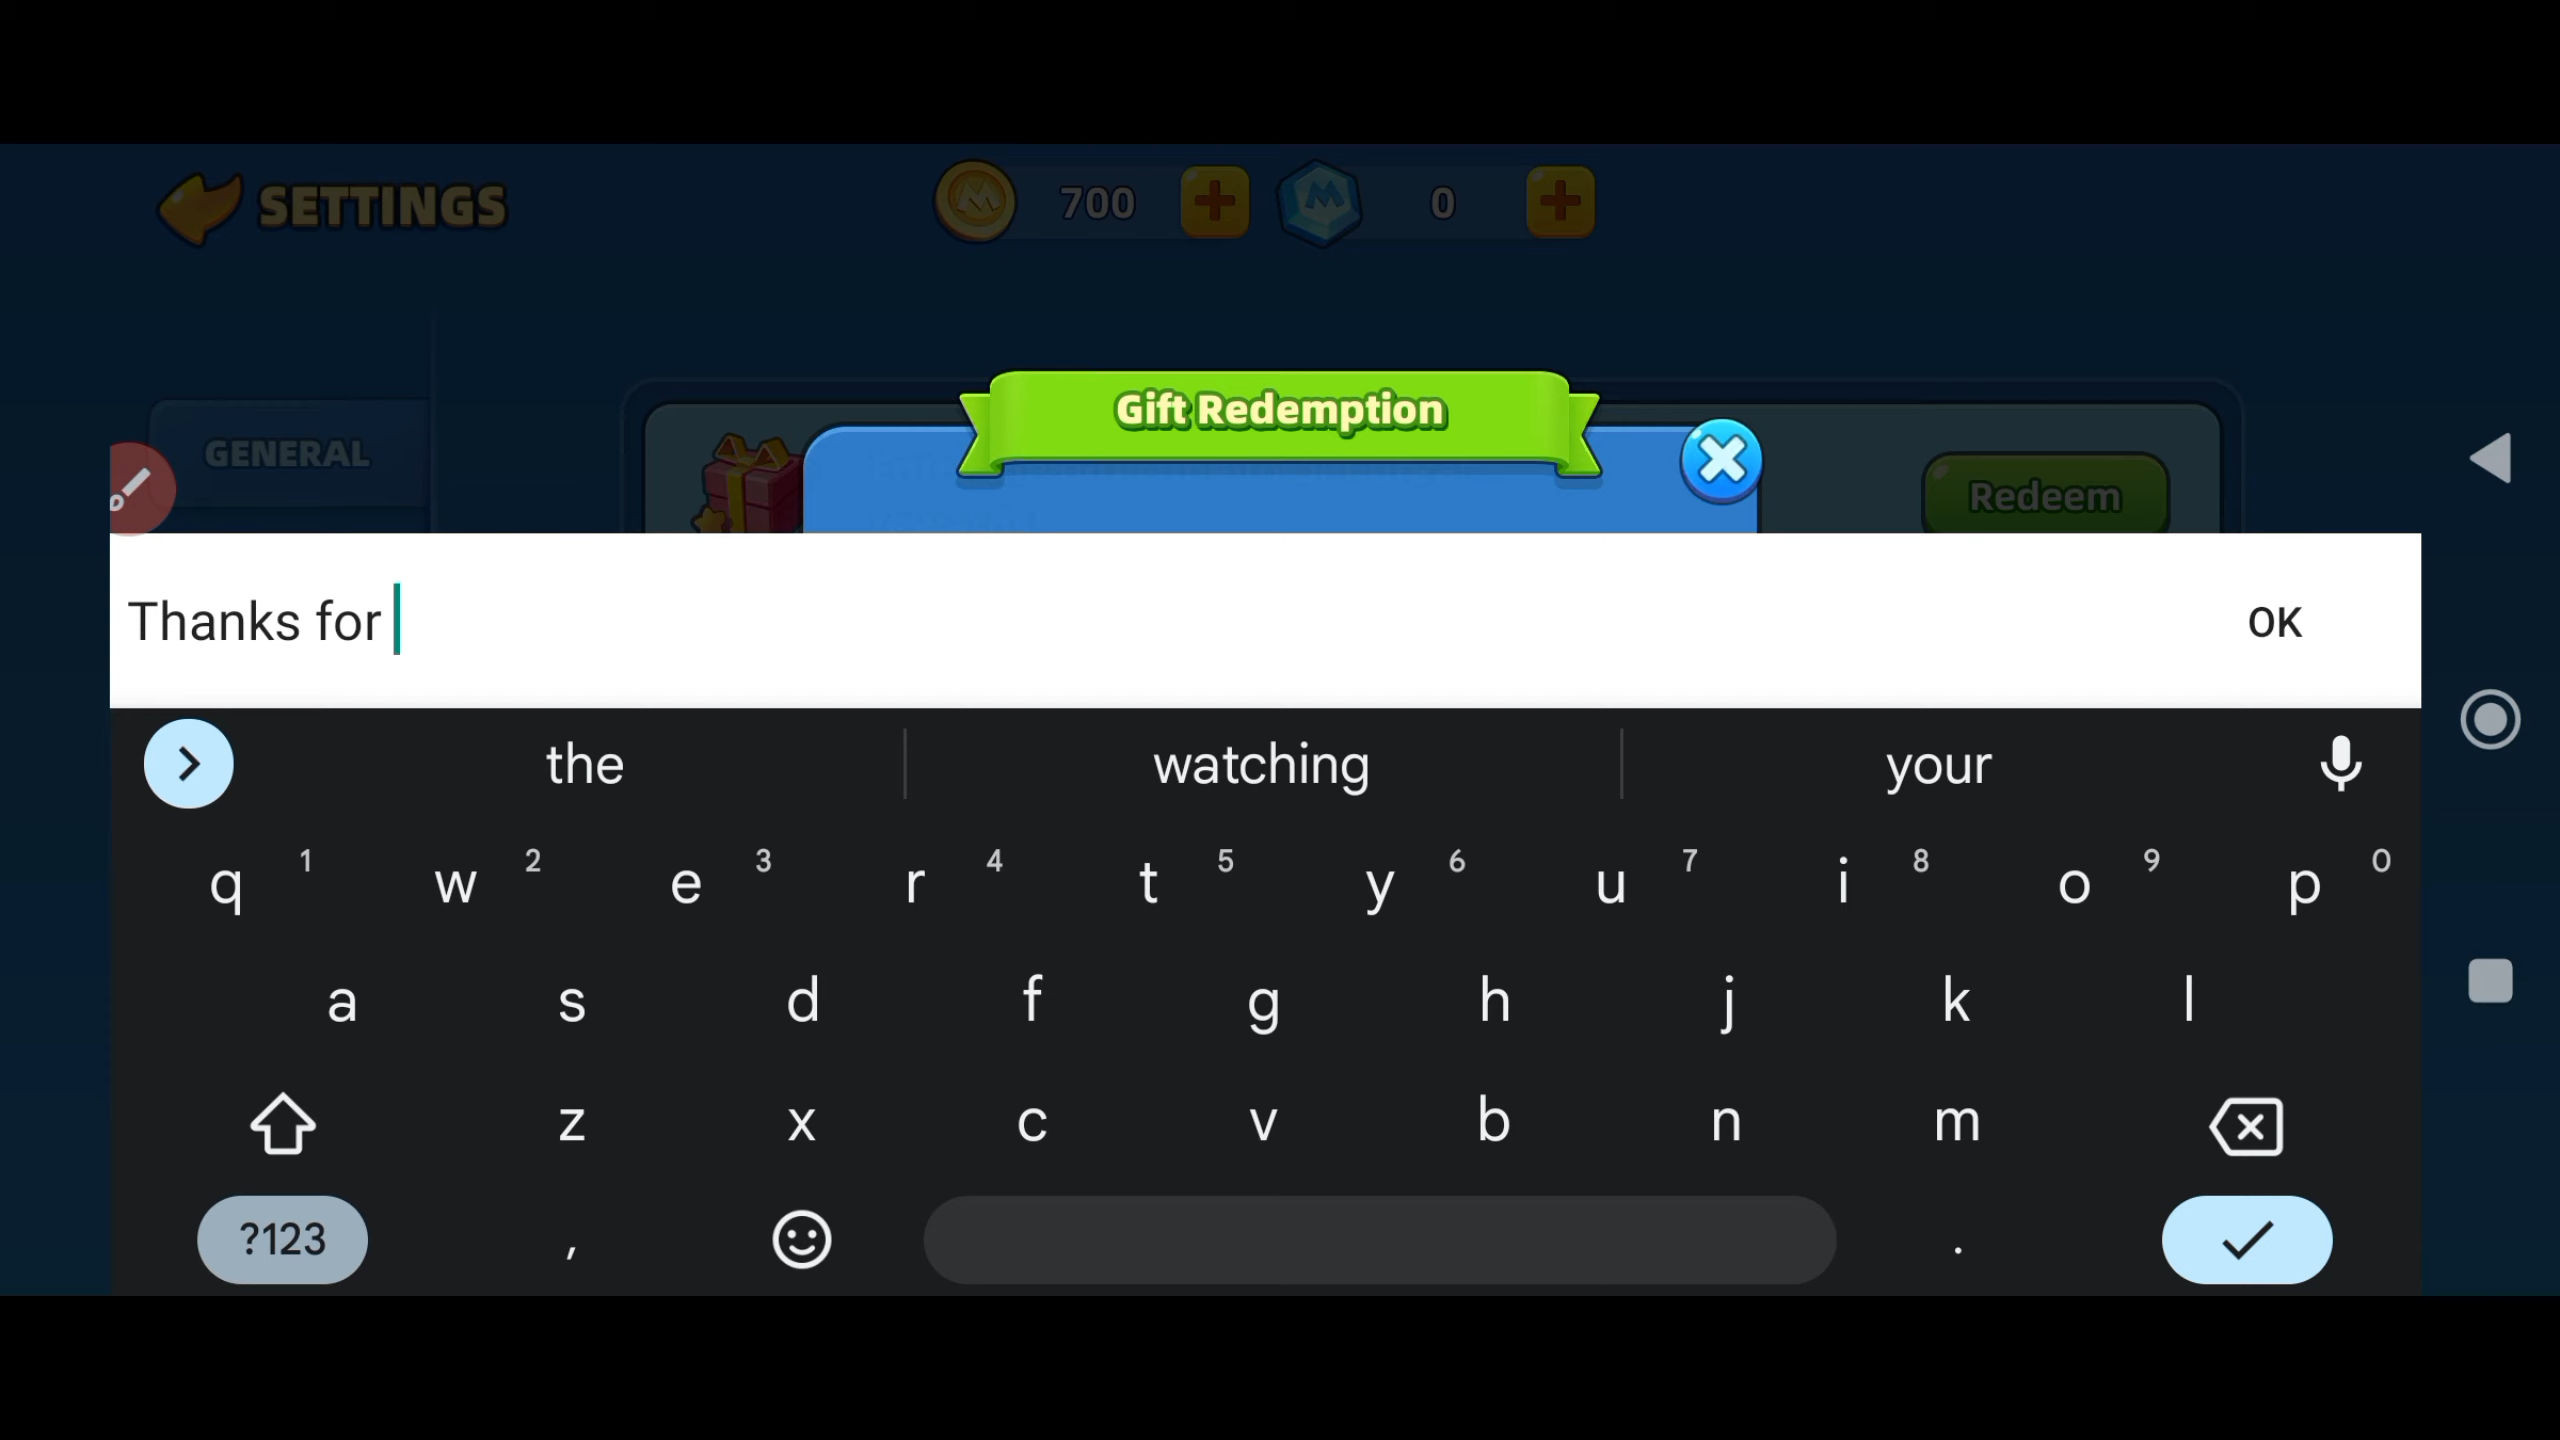 SETTINGS
700
0
Gift Redemption
GENERAL
Redeem
Thanks for
OK
the watching your
q 1 w 2 e 3 r 4 t 5 y 6 u 7 i 8 o 9 p 0
a s d f g h j k l
z x c v b n m
?123 , .